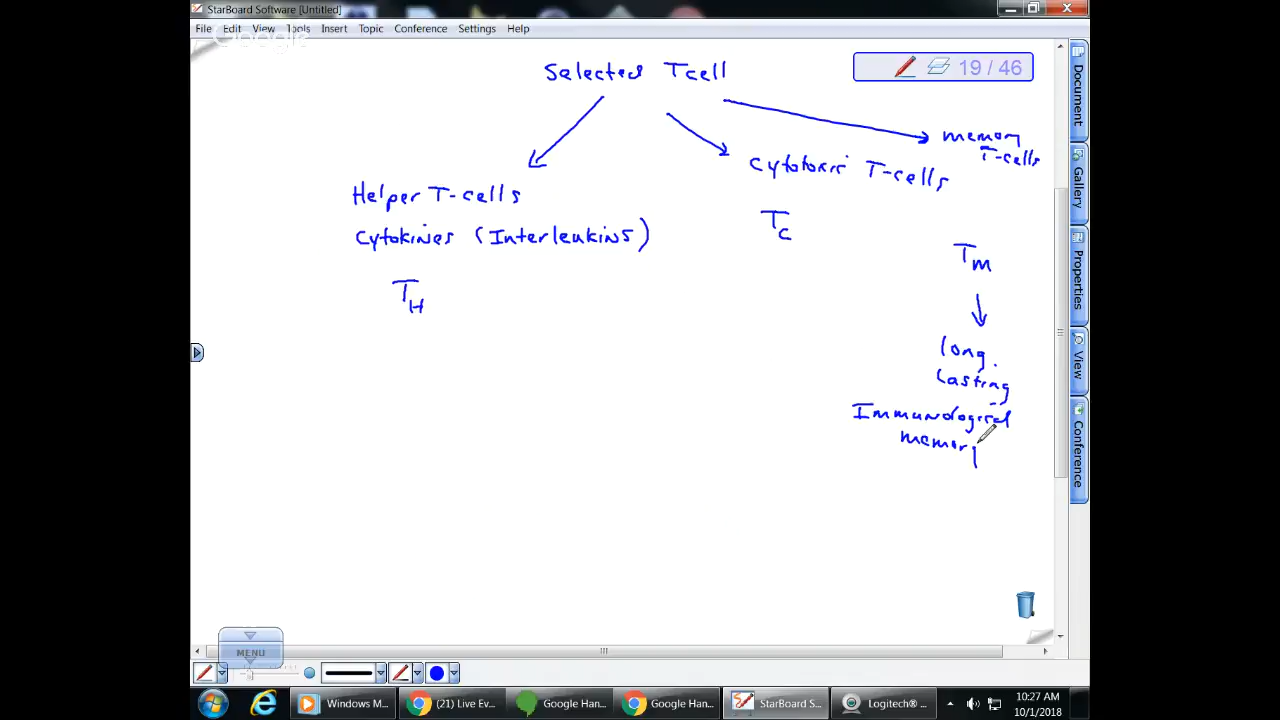 StarBoard Software [Untitled]
File Edit View Tools Insert Topic Conference Settings Help
Google
19 / 46
Selected Tcell
memory
T-cells
Cytotoxic T-cells
Helper T-cells
Cytokines (Interleukins)
Tc
TH
Tm
long
lasting
Immunological
memory
Document
Gallery
Properties
View
Conference
MENU
Windows M...
(21) Live Ev...
Google Han...
Google Han...
StarBoard S...
Logitech® ...
10:27 AM
10/1/2018